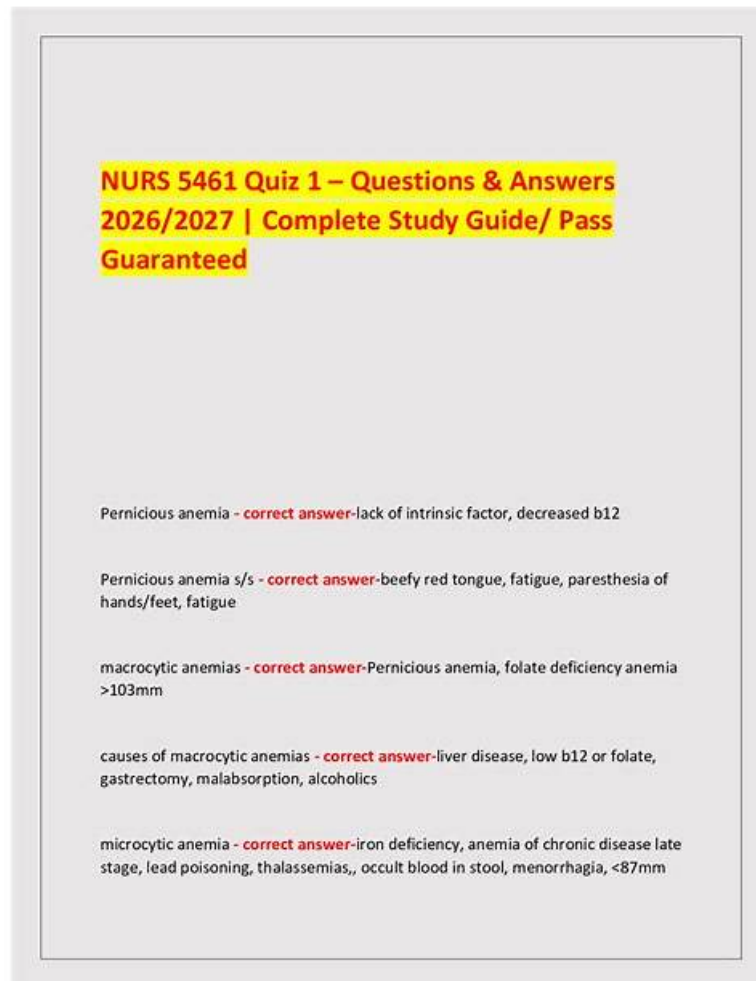 NURS 5461 Quiz 1 – Questions & Answers
2026/2027 | Complete Study Guide/ Pass
Guaranteed
Pernicious anemia - correct answer-lack of intrinsic factor, decreased b12
Pernicious anemia s/s - correct answer-beefy red tongue, fatigue, paresthesia of
hands/feet, fatigue
macrocytic anemias - correct answer-Pernicious anemia, folate deficiency anemia
>103mm
causes of macrocytic anemias - correct answer-liver disease, low b12 or folate,
gastrectomy, malabsorption, alcoholics
microcytic anemia - correct answer-iron deficiency, anemia of chronic disease late
stage, lead poisoning, thalassemias,, occult blood in stool, menorrhagia, <87mm